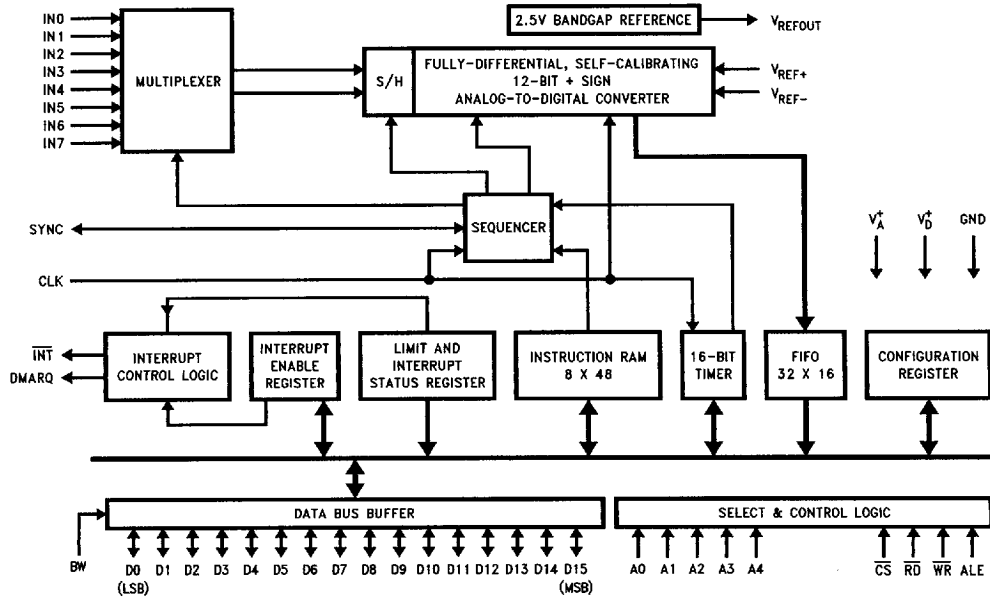 IN0
IN1
IN2
IN3
IN4
IN5
IN6
IN7
MULTIPLEXER
2.5V BANDGAP REFERENCE
VREFOUT
S/H
FULLY-DIFFERENTIAL, SELF-CALIBRATING
12-BIT + SIGN
ANALOG-TO-DIGITAL CONVERTER
VREF+
VREF-
SYNC
SEQUENCER
CLK
VA+
VD+
GND
INT
DMARQ
INTERRUPT
CONTROL LOGIC
INTERRUPT
ENABLE
REGISTER
LIMIT AND
INTERRUPT
STATUS REGISTER
INSTRUCTION RAM
8 X 48
16-BIT
TIMER
FIFO
32 X 16
CONFIGURATION
REGISTER
DATA BUS BUFFER
SELECT & CONTROL LOGIC
BW
D0 D1 D2 D3 D4 D5 D6 D7 D8 D9 D10 D11 D12 D13 D14 D15
(LSB) (MSB)
A0 A1 A2 A3 A4
CS RD WR ALE